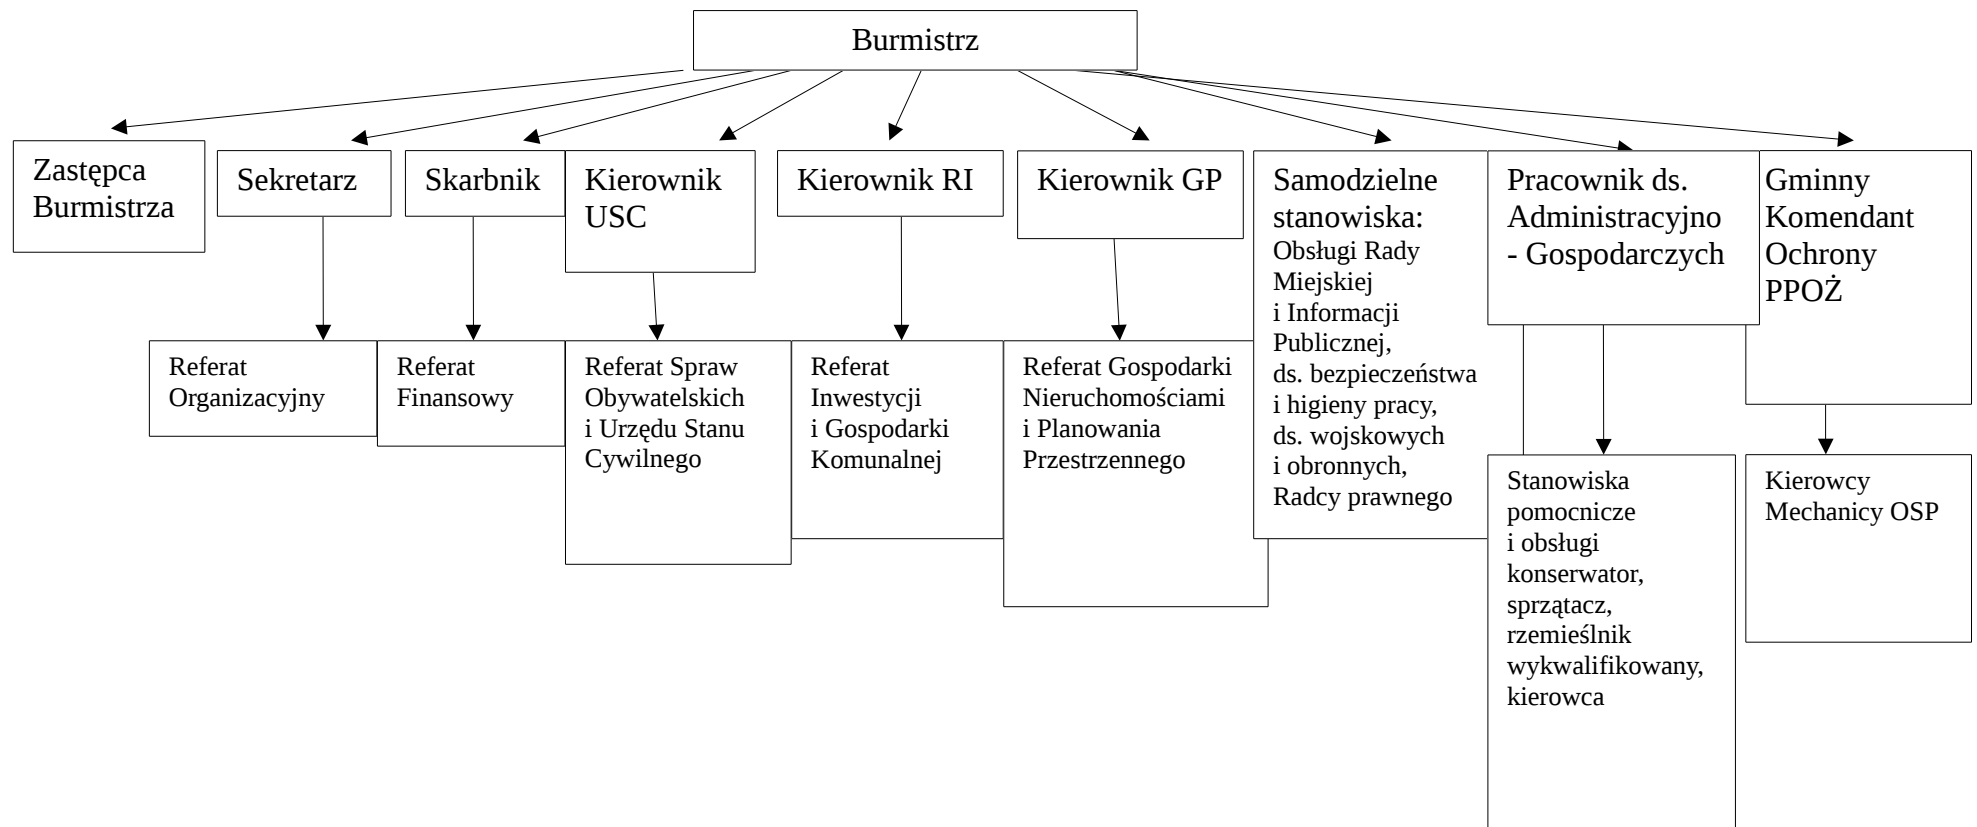 Burmistrz
Zastępca
Burmistrza
Sekretarz
Skarbnik
Kierownik
USC
Kierownik RI
Kierownik GP
Samodzielne
stanowiska:
Obsługi Rady
Miejskiej
i Informacji
Publicznej,
ds. bezpieczeństwa
i higieny pracy,
ds. wojskowych
i obronnych,
Radcy prawnego
Pracownik ds.
Administracyjno
- Gospodarczych
Gminny
Komendant
Ochrony
PPOŻ
Referat
Organizacyjny
Referat
Finansowy
Referat Spraw
Obywatelskich
i Urzędu Stanu
Cywilnego
Referat
Inwestycji
i Gospodarki
Komunalnej
Referat Gospodarki
Nieruchomościami
i Planowania
Przestrzennego
Stanowiska
pomocnicze
i obsługi
konserwator,
sprzątacz,
rzemieślnik
wykwalifikowany,
kierowca
Kierowcy
Mechanicy OSP